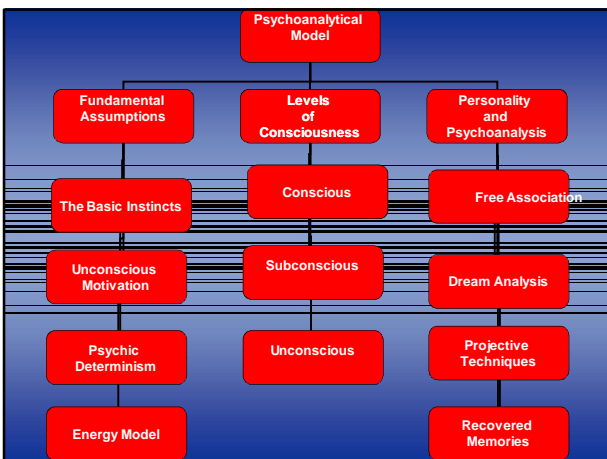 Psychoanalytical
Model
Fundamental
Assumptions
Levels
of
Consciousness
Personality
and
Psychoanalysis
The Basic Instincts
Conscious
Free Association
Unconscious
Motivation
Subconscious
Dream Analysis
Psychic
Determinism
Unconscious
Projective
Techniques
Energy Model
Recovered
Memories